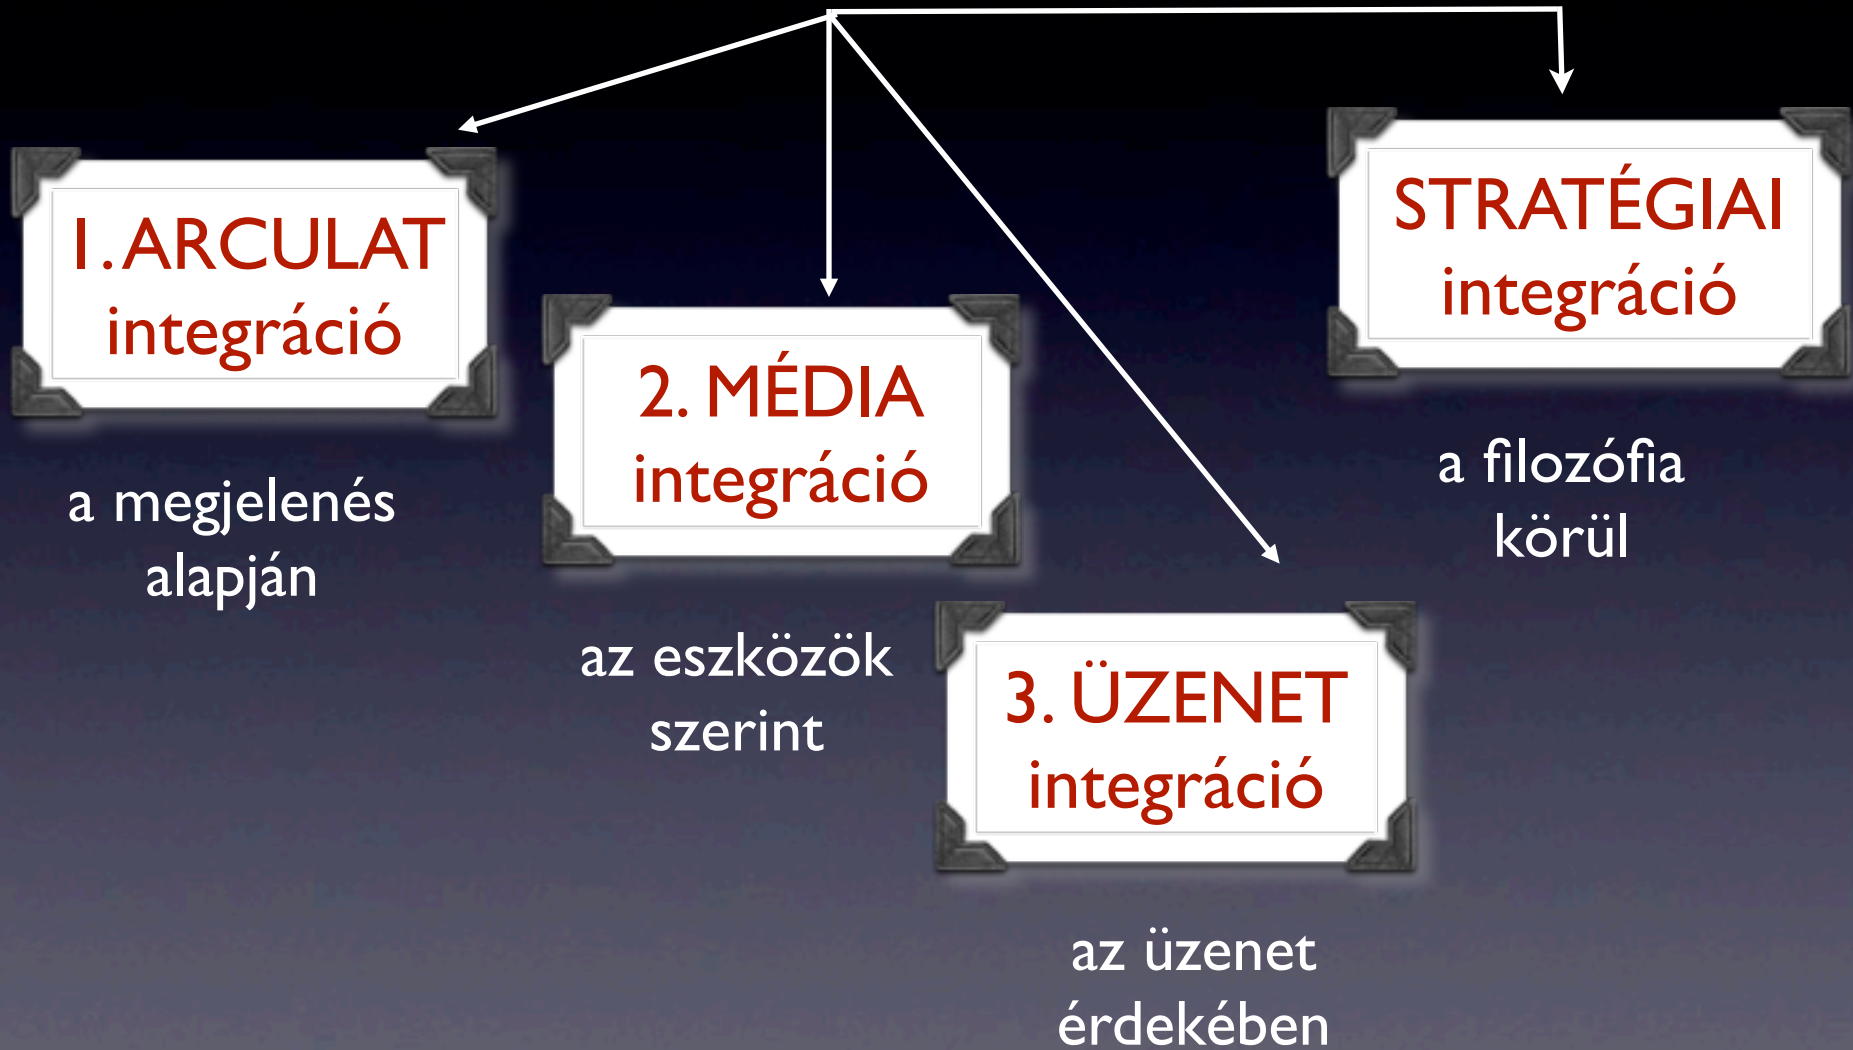 1. ARCULAT
integráció
a megjelenés
alapján
2. MÉDIA
integráció
az eszközök
szerint
3. ÜZENET
integráció
az üzenet
érdekében
STRATÉGIAI
integráció
a filozófia
körül